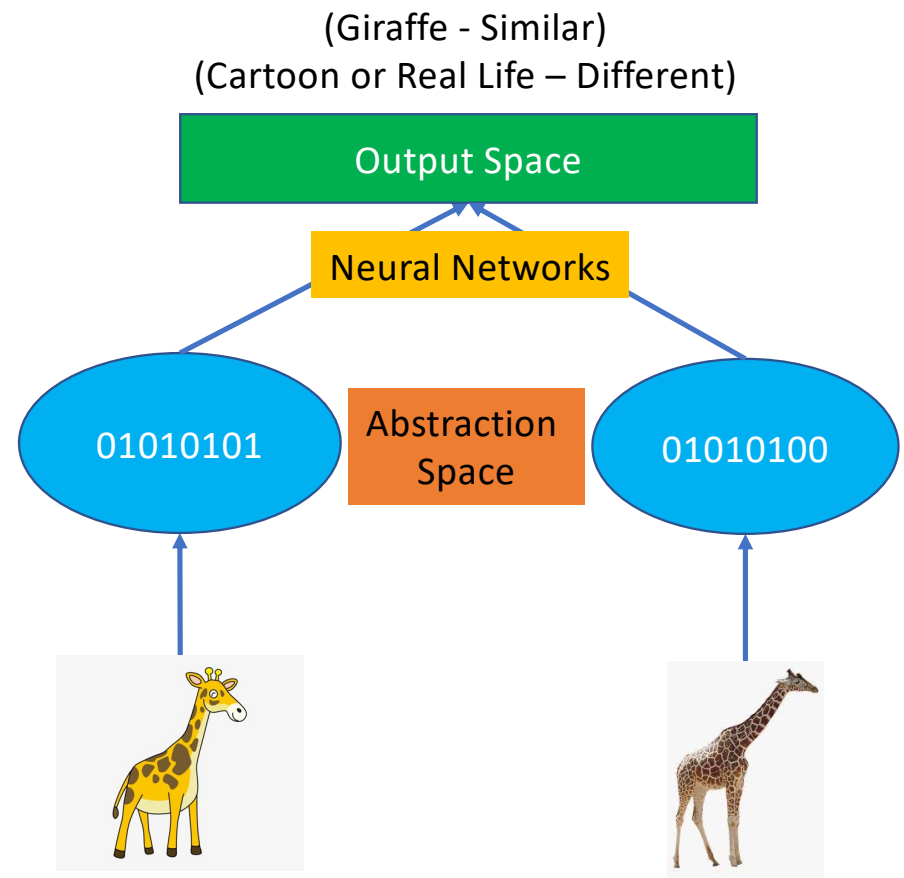 (Giraffe - Similar)
(Cartoon or Real Life – Different)
Output Space
Neural Networks
01010101
Abstraction
Space
01010100